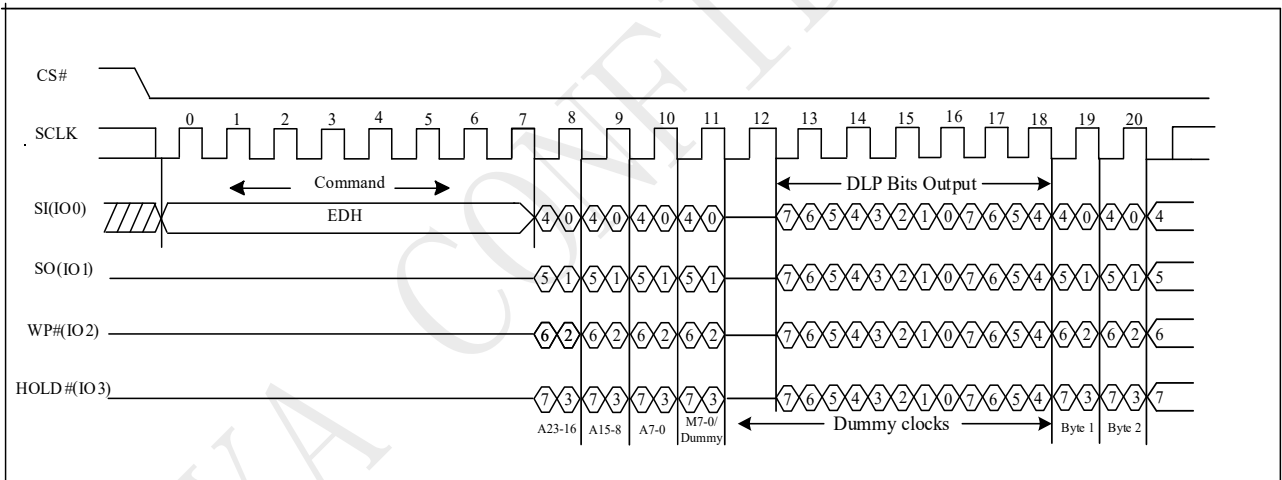 CS#
SCLK
0 1 2 3 4 5 6 7 8 9 10 11 12 13 14 15 16 17 18 19 20
Command
DLP Bits Output
SI(IO0)
EDH
4 0 4 0 4 0 4 0 7 6 5 4 3 2 1 0 7 6 5 4 4 0 4 0 4
SO(IO1)
5 1 5 1 5 1 5 1 7 6 5 4 3 2 1 0 7 6 5 4 5 1 5 1 5
WP#(IO2)
6 2 6 2 6 2 6 2 7 6 5 4 3 2 1 0 7 6 5 4 6 2 6 2 6
HOLD#(IO3)
7 3 7 3 7 3 7 3 7 6 5 4 3 2 1 0 7 6 5 4 7 3 7 3 7
A23-16 A15-8 A7-0 M7-0/
Dummy
Dummy clocks
Byte 1 Byte 2